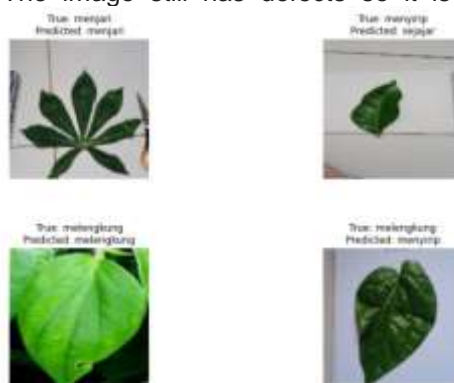 The image still has defects so it is
True: menjari
Predicted: menjari
True: menyirip
Predicted: sejajar
True: melengkung
Predicted: melengkung
True: melengkung
Predicted: menyirip